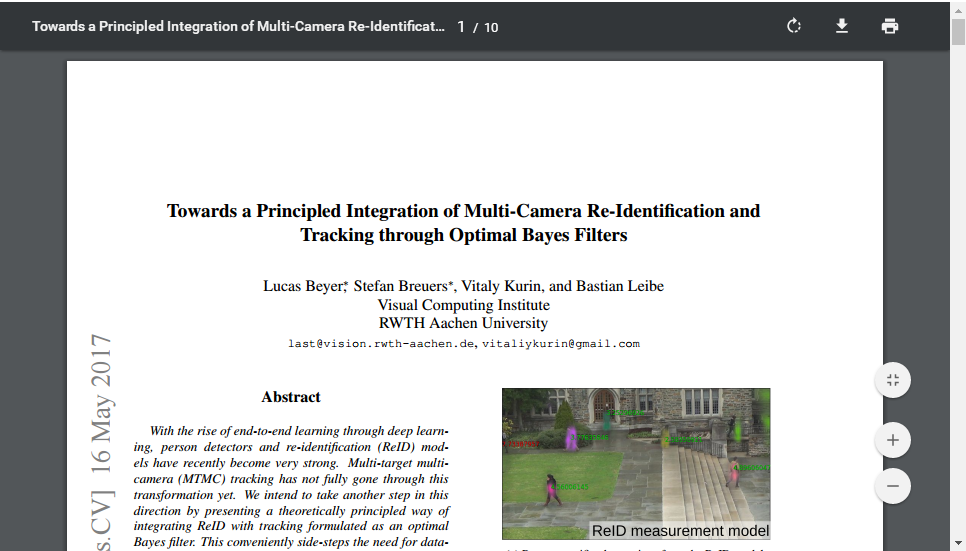 Towards a Principled Integration of Multi-Camera Re-Identificat... 1 / 10
Towards a Principled Integration of Multi-Camera Re-Identification and
Tracking through Optimal Bayes Filters
Lucas Beyer*, Stefan Breuers*, Vitaly Kurin, and Bastian Leibe
Visual Computing Institute
RWTH Aachen University
last@vision.rwth-aachen.de, vitaliykurin@gmail.com
s.CV] 16 May 2017
Abstract
With the rise of end-to-end learning through deep learn-
ing, person detectors and re-identification (ReID) mod-
els have recently become very strong. Multi-target multi-
camera (MTMC) tracking has not fully gone through this
transformation yet. We intend to take another step in this
direction by presenting a theoretically principled way of
integrating ReID with tracking formulated as an optimal
Bayes filter. This conveniently side-steps the need for data-
ReID measurement model